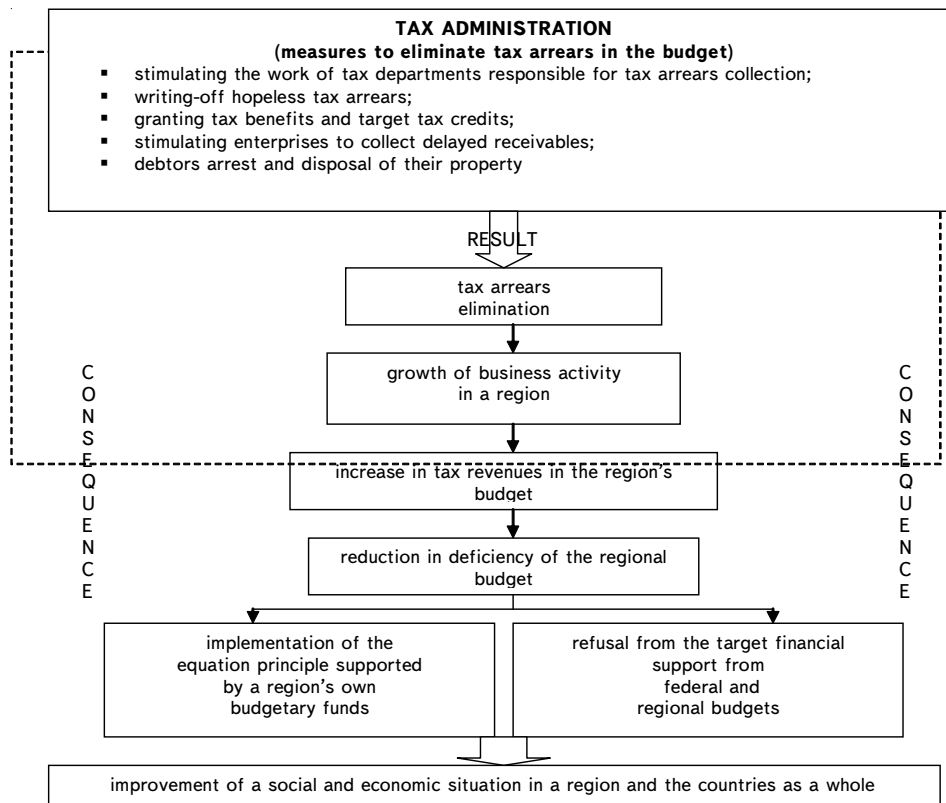 TAX ADMINISTRATION
(measures to eliminate tax arrears in the budget)
▪ stimulating the work of tax departments responsible for tax arrears collection;
▪ writing-off hopeless tax arrears;
▪ granting tax benefits and target tax credits;
▪ stimulating enterprises to collect delayed receivables;
▪ debtors arrest and disposal of their property
RESULT
tax arrears
elimination
CONSEQUENCE
growth of business activity
in a region
CONSEQUENCE
increase in tax revenues in the region's
budget
reduction in deficiency of the regional
budget
implementation of the
equation principle supported
by a region's own
budgetary funds
refusal from the target financial
support from
federal and
regional budgets
improvement of a social and economic situation in a region and the countries as a whole